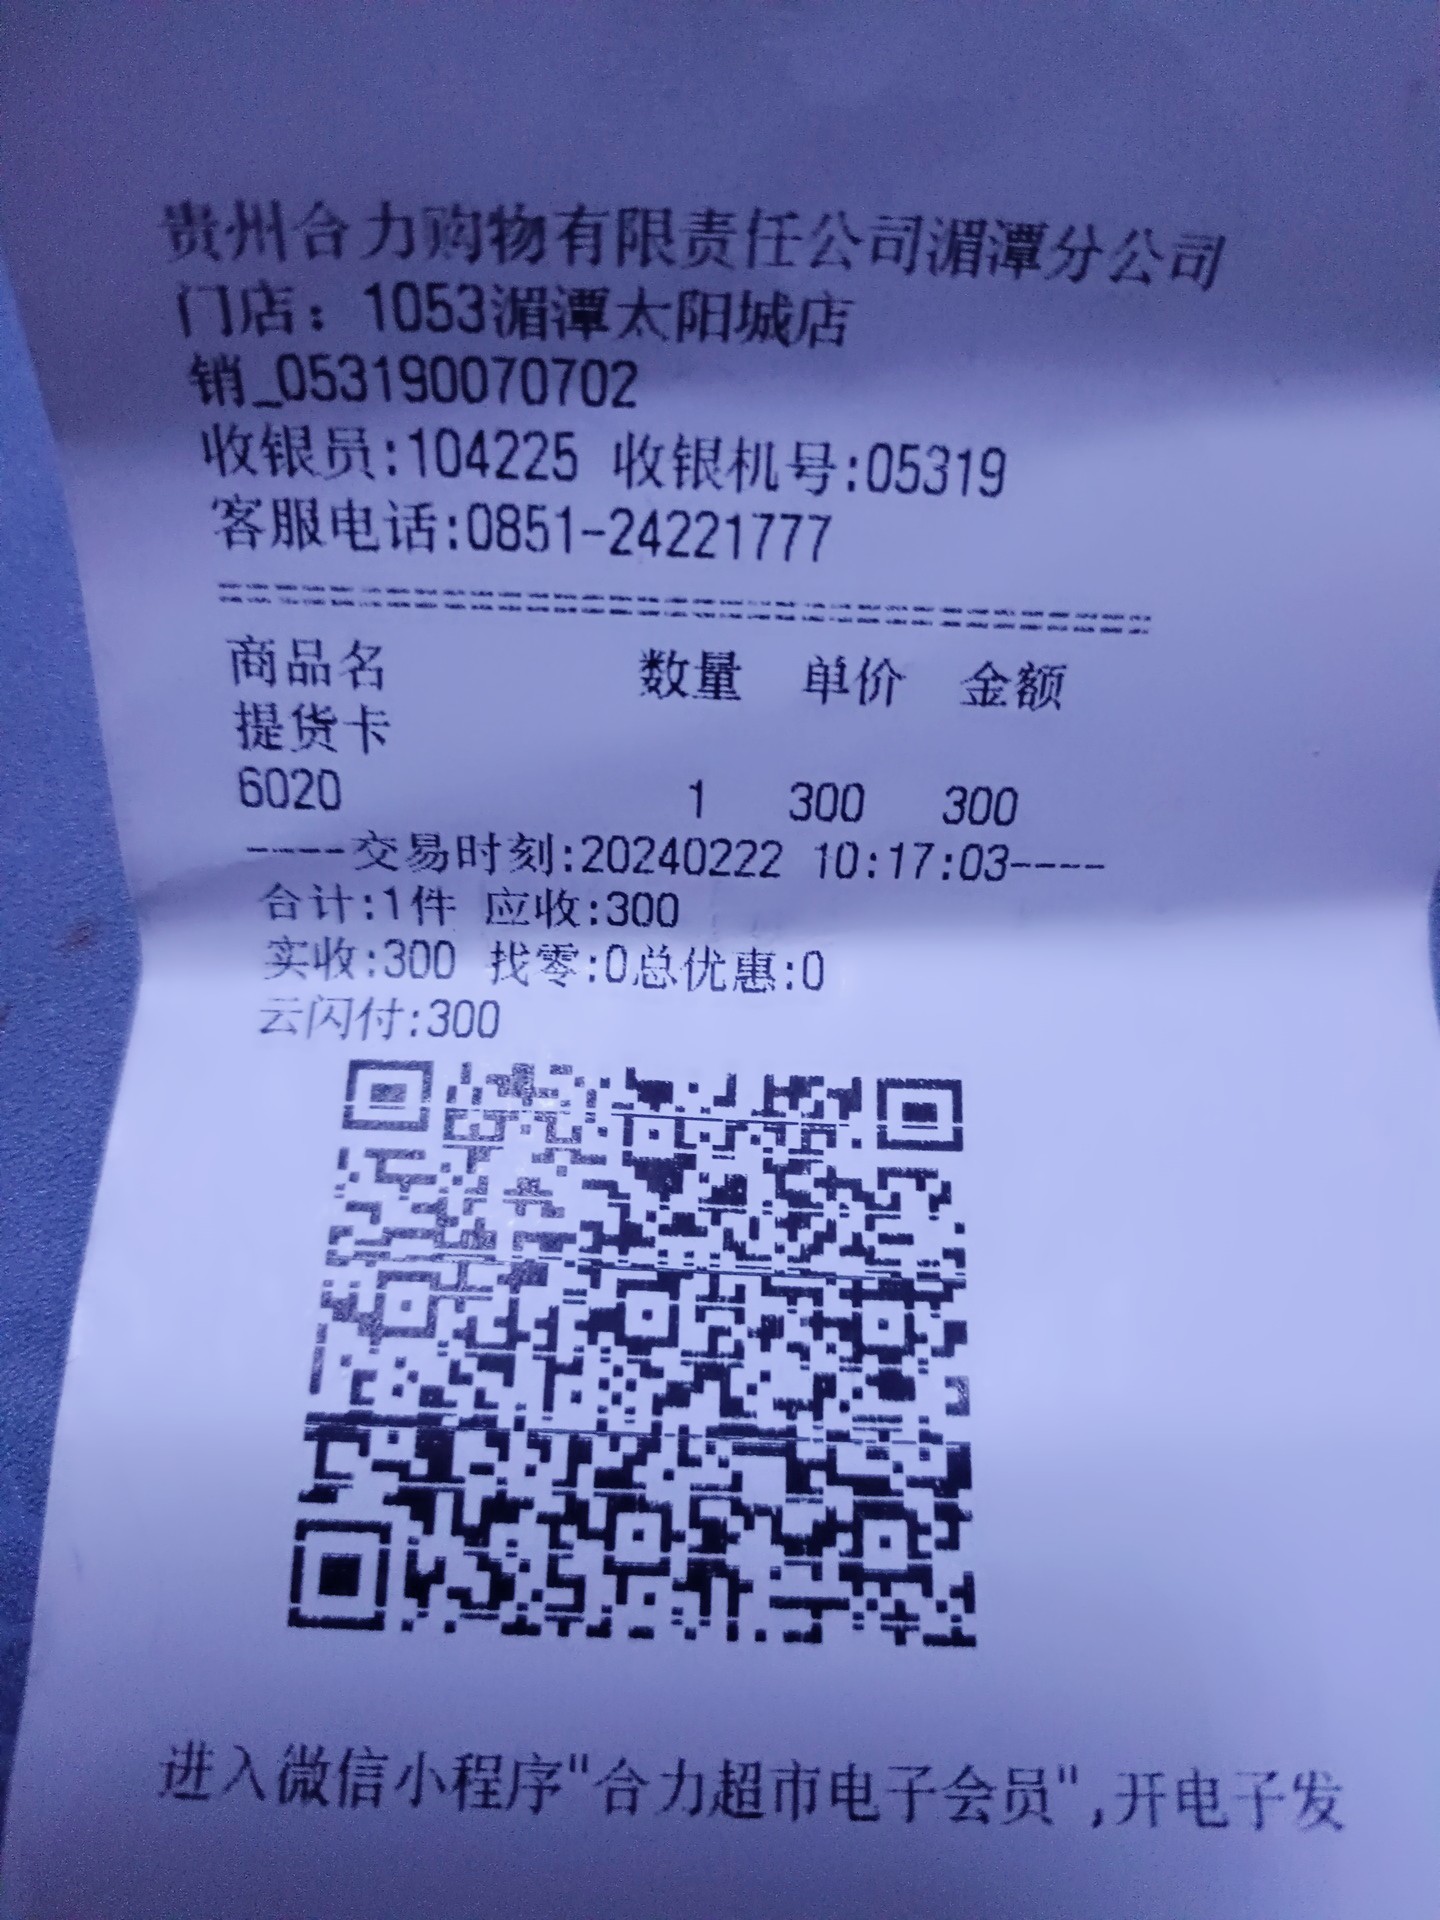 贵州合力购物有限责任公司湄潭分公司
门店：1053湄潭太阳城店
销_053190070702
收银员:104225 收银机号:05319
客服电话:0851-24221777
商品名 数量 单价 金额
提货卡
6020 1 300 300
----交易时刻:20240222 10:17:03----
合计:1件 应收:300
实收:300 找零:0总优惠:0
云闪付:300
进入微信小程序"合力超市电子会员",开电子发